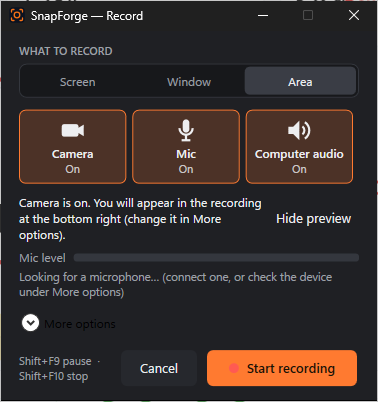 SnapForge — Record
WHAT TO RECORD
Screen Window Area
Camera Mic Computer audio
On On On
Camera is on. You will appear in the recording
at the bottom right (change it in More
options).
Hide preview
Mic level
Looking for a microphone... (connect one, or check the device
under More options)
More options
Shift+F9 pause ·
Shift+F10 stop
Cancel
Start recording